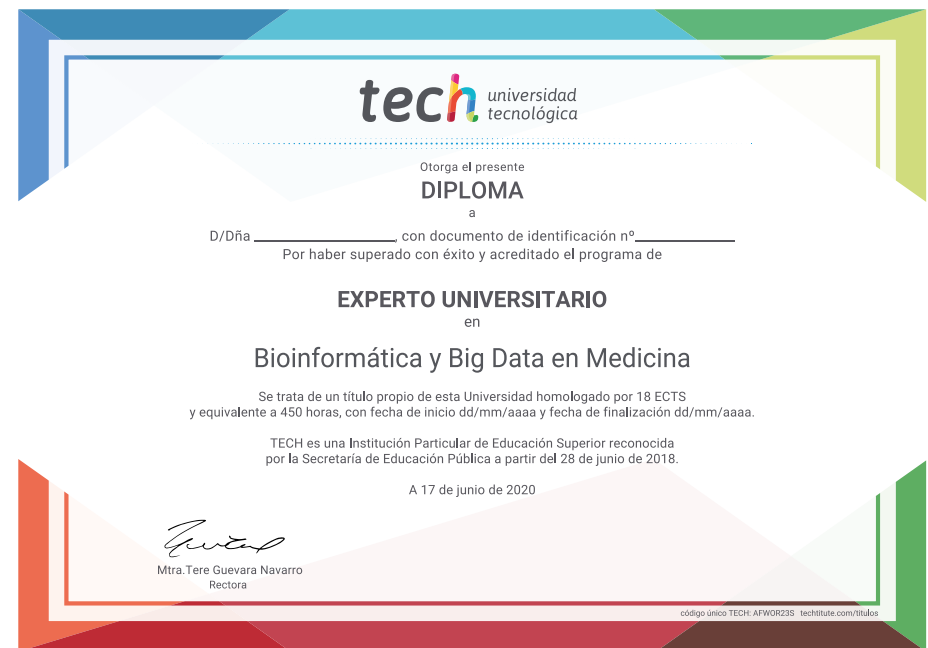 tech universidad
tecnológica
Otorga el presente
DIPLOMA
a
D/Dña ________________, con documento de identificación nº____________
Por haber superado con éxito y acreditado el programa de
EXPERTO UNIVERSITARIO
en
Bioinformática y Big Data en Medicina
Se trata de un título propio de esta Universidad homologado por 18 ECTS
y equivalente a 450 horas, con fecha de inicio dd/mm/aaaa y fecha de finalización dd/mm/aaaa.
TECH es una Institución Particular de Educación Superior reconocida
por la Secretaría de Educación Pública a partir del 28 de junio de 2018.
A 17 de junio de 2020
Mtra.Tere Guevara Navarro
Rectora
código único TECH: AFWOR23S techtitute.com/titulos